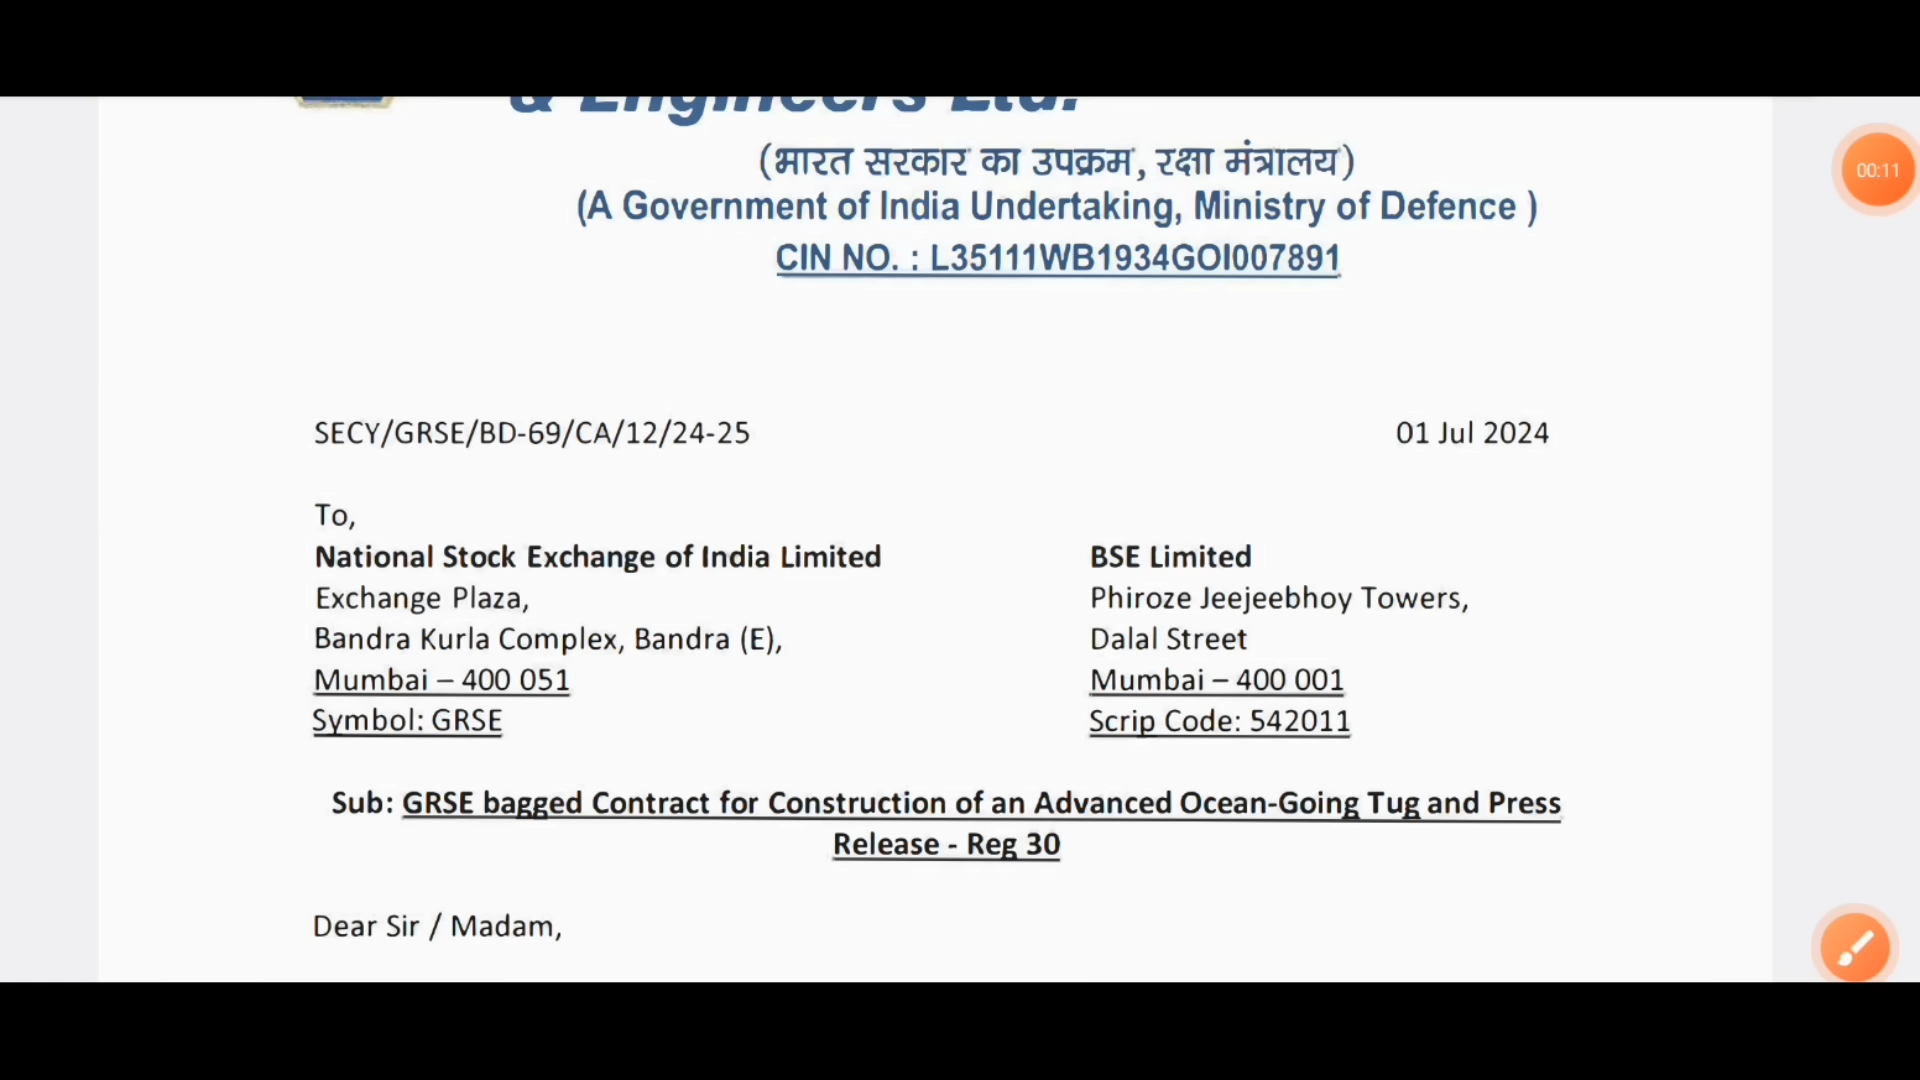 & Engineers Ltd.
(भारत सरकार का उपक्रम, रक्षा मंत्रालय)
(A Government of India Undertaking, Ministry of Defence )
CIN NO. : L35111WB1934GOI007891
00:11
SECY/GRSE/BD-69/CA/12/24-25
01 Jul 2024
To,
National Stock Exchange of India Limited
Exchange Plaza,
Bandra Kurla Complex, Bandra (E),
Mumbai – 400 051
Symbol: GRSE
BSE Limited
Phiroze Jeejeebhoy Towers,
Dalal Street
Mumbai – 400 001
Scrip Code: 542011
Sub: GRSE bagged Contract for Construction of an Advanced Ocean-Going Tug and Press
Release - Reg 30
Dear Sir / Madam,